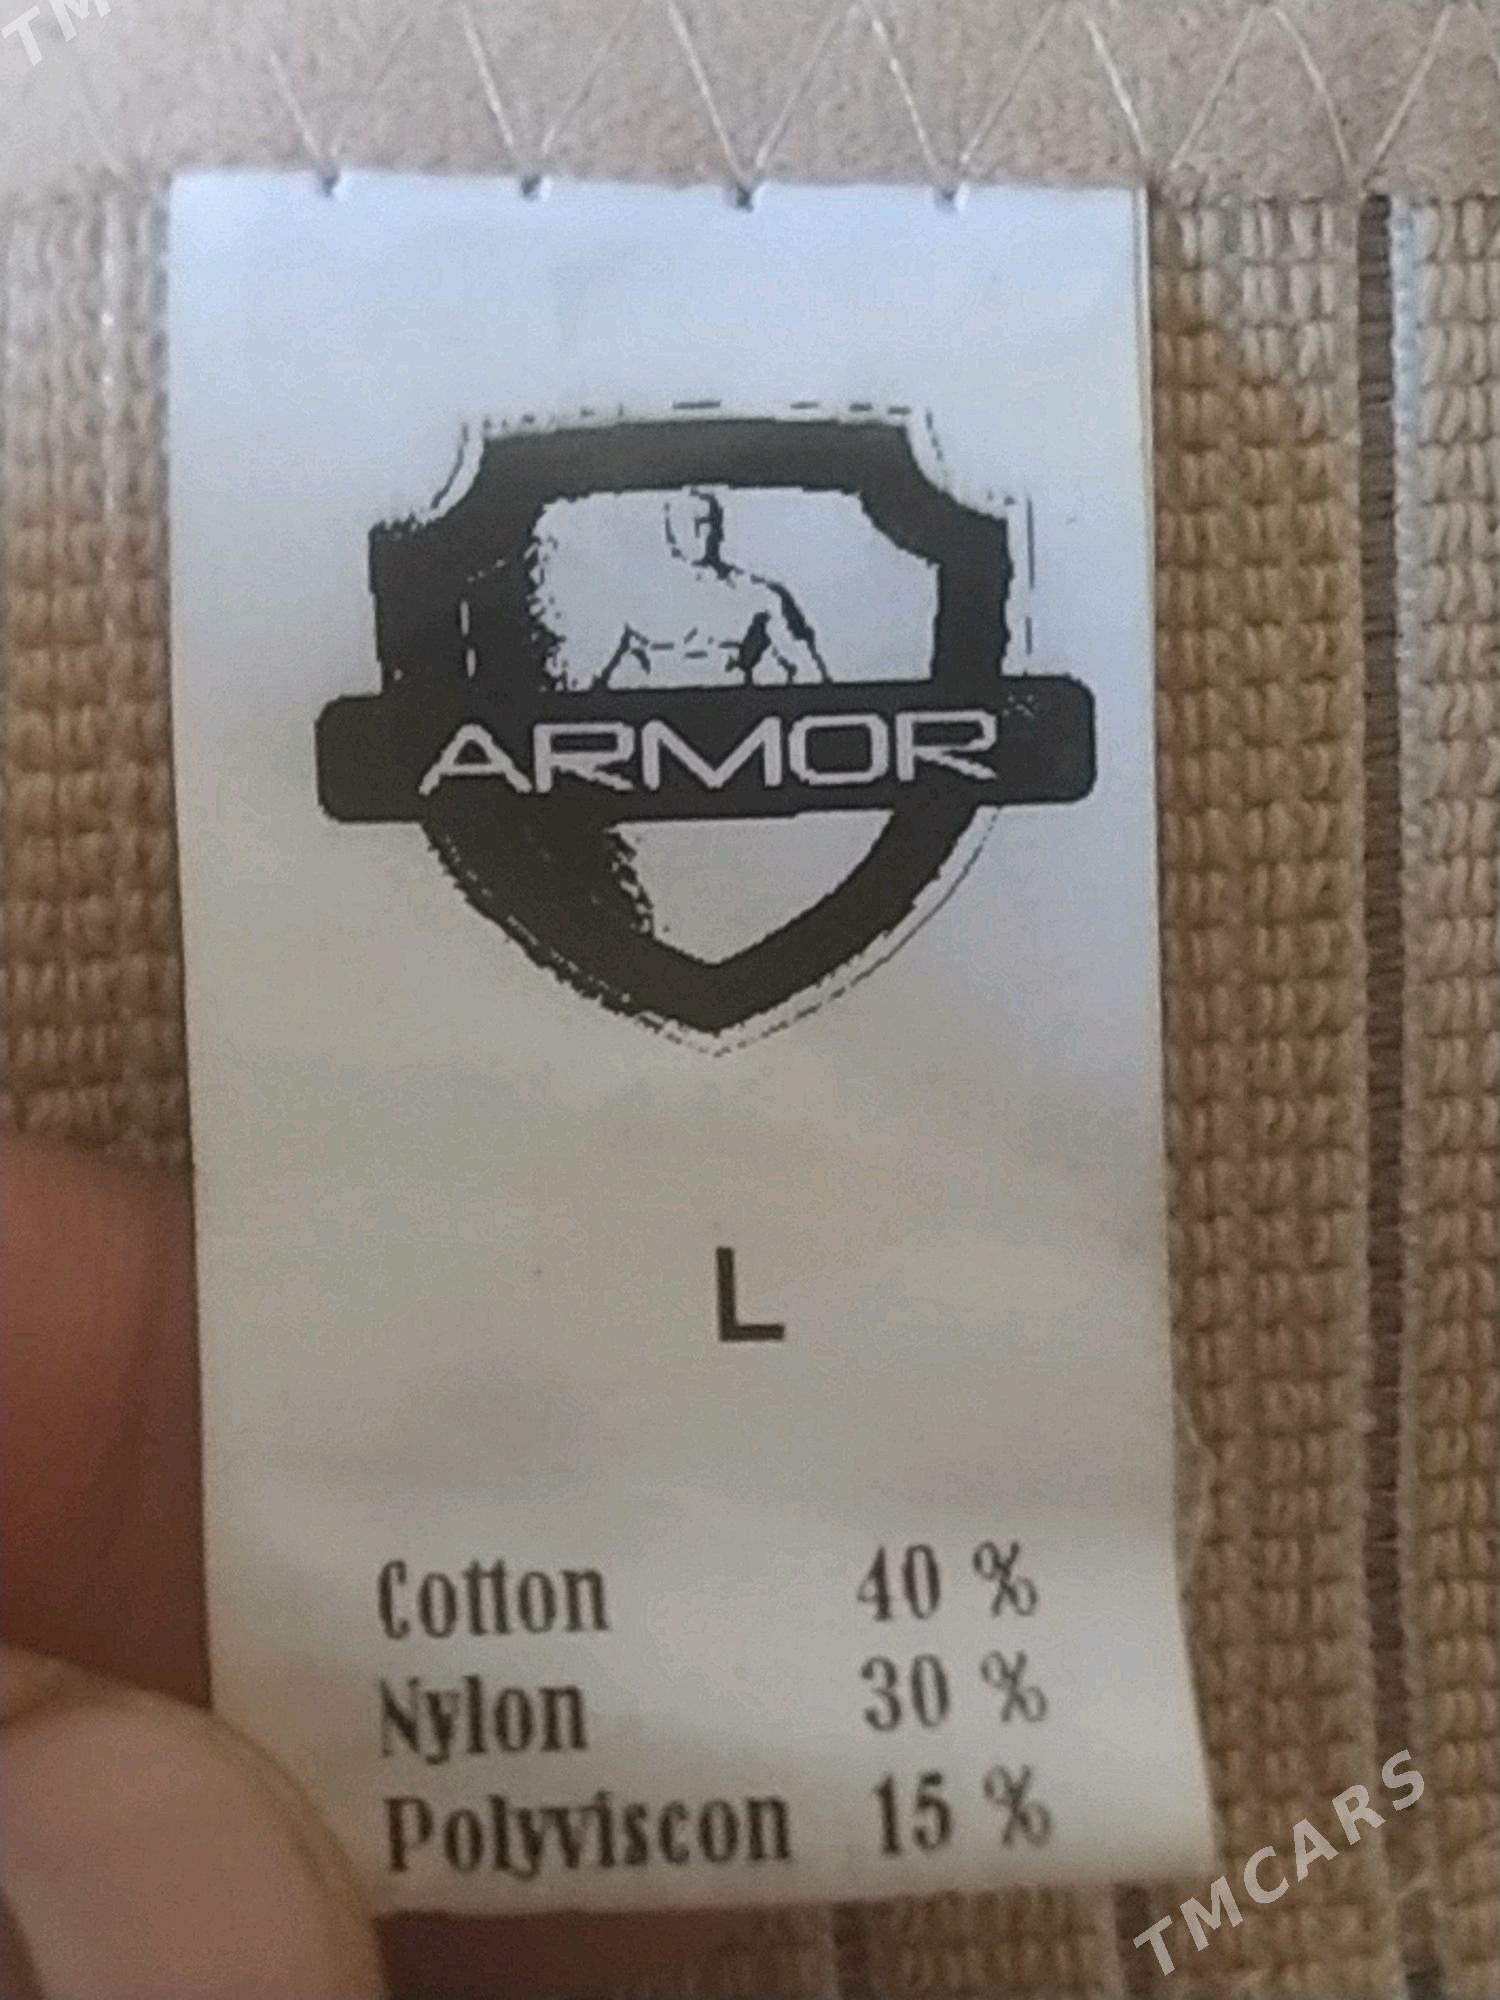 TM
ARMOR
L
Cotton 40 %
Nylon 30 %
Polyviscon 15 %
TMCARS